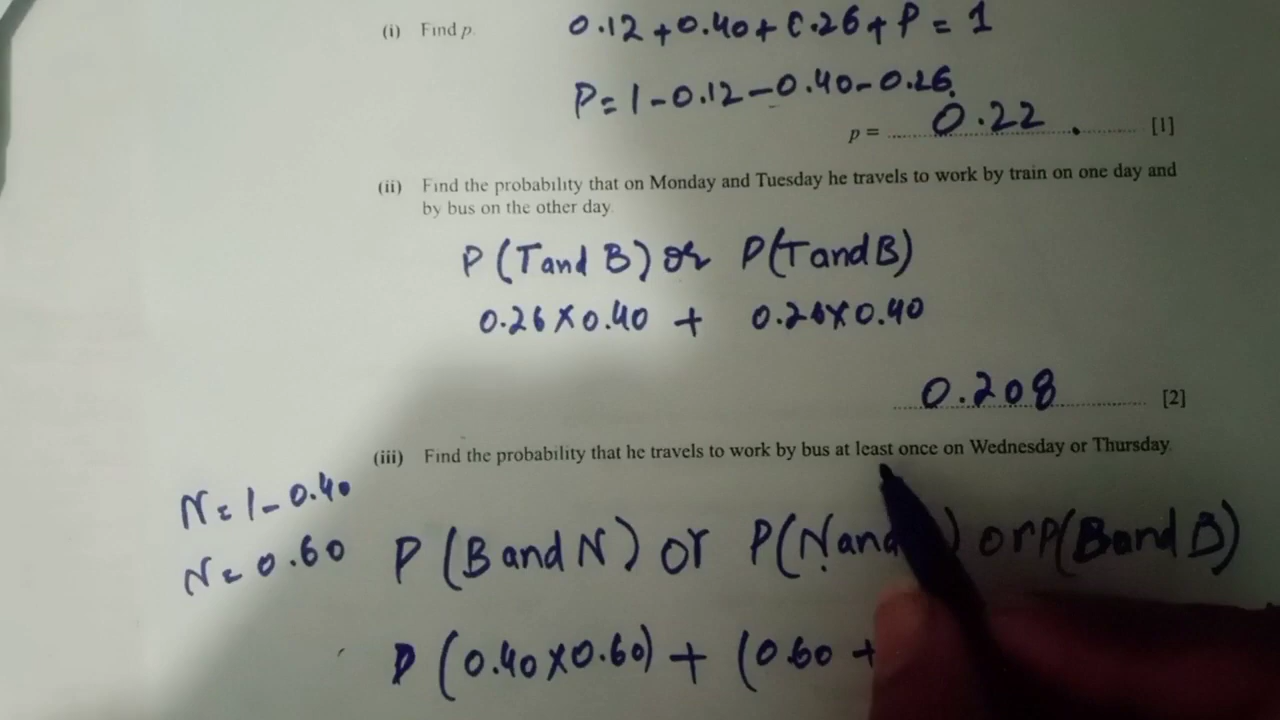 (i) Find p. 0.12 + 0.40 + 0.26 + P = 1
P = 1 - 0.12 - 0.40 - 0.26.
p = 0.22 . [1]
(ii) Find the probability that on Monday and Tuesday he travels to work by train on one day and
by bus on the other day.
P (T and B) or P(T and B)
0.26 x 0.40 + 0.26 x 0.40
0.208 [2]
(iii) Find the probability that he travels to work by bus at least once on Wednesday or Thursday.
N = 1 - 0.40
N = 0.60 P (B and N) or P(N and ) or P(B and B)
P (0.40 x 0.60) + (0.60 +